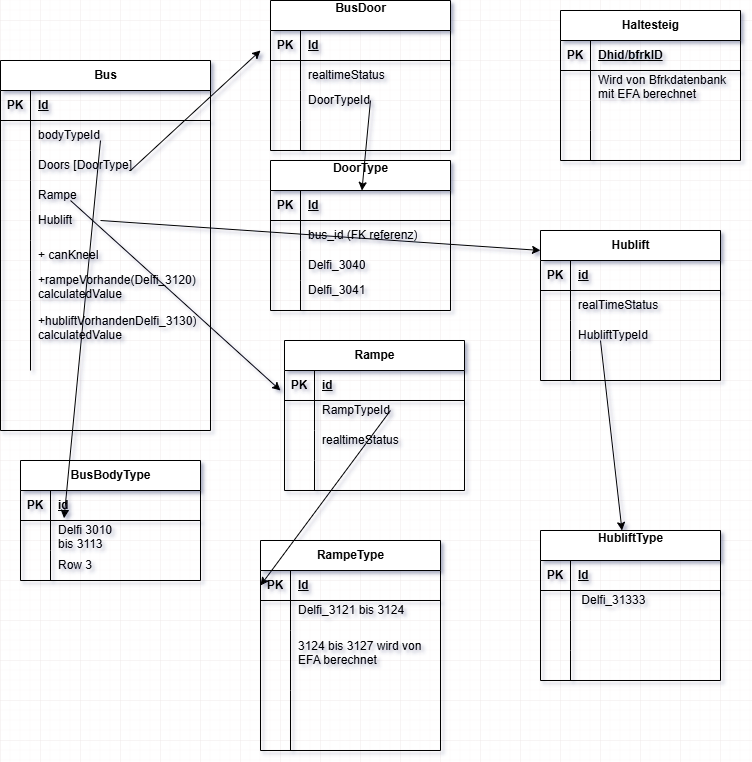 BusDoor
PK Id
realtimeStatus
DoorTypeId
Haltesteig
PK Dhid/bfrkID
Wird von Bfrkdatenbank
mit EFA berechnet
Bus
PK Id
bodyTypeId
Doors [DoorType]
Rampe
Hublift
+ canKneel
+rampeVorhande(Delfi_3120)
calculatedValue
+hubliftVorhandenDelfi_3130)
calculatedValue
DoorType
PK Id
bus_id (FK referenz)
Delfi_3040
Delfi_3041
Hublift
PK id
realTimeStatus
HubliftTypeId
Rampe
PK id
RampTypeId
realtimeStatus
BusBodyType
PK id
Delfi 3010
bis 3113
Row 3
RampeType
PK Id
Delfi_3121 bis 3124
3124 bis 3127 wird von
EFA berechnet
HubliftType
PK Id
Delfi_31333